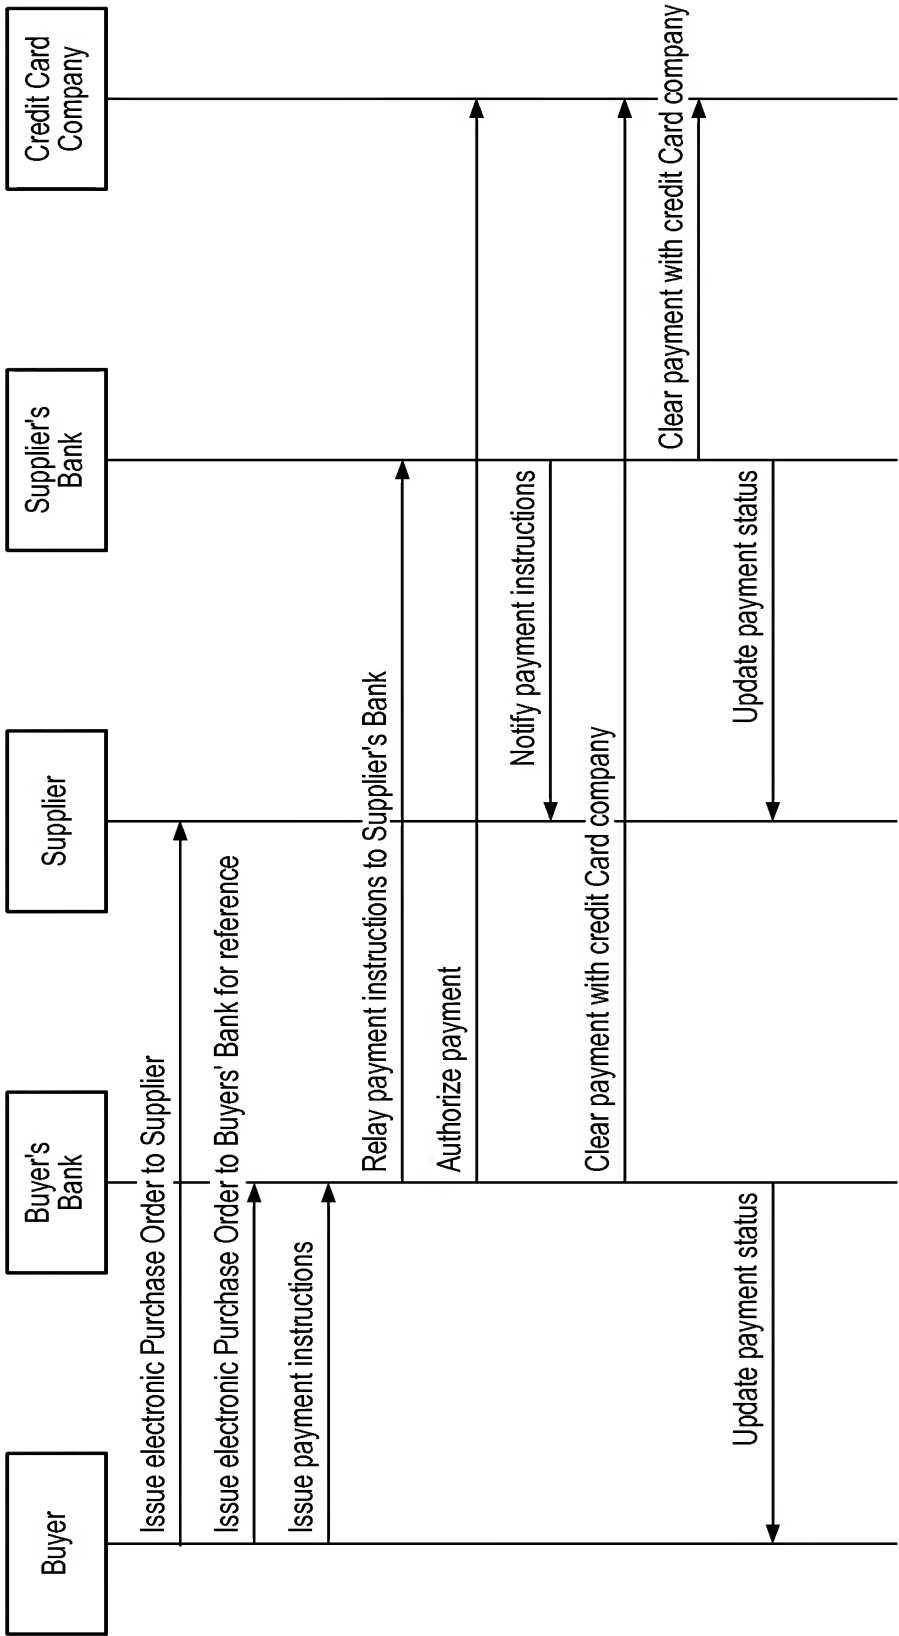 Buyer
Buyer's
Bank
Supplier
Supplier's
Bank
Credit Card
Company
Issue electronic Purchase Order to Supplier
Issue electronic Purchase Order to Buyers' Bank for reference
Issue payment instructions
Relay payment instructions to Supplier's Bank
Authorize payment
Notify payment instructions
Clear payment with credit Card company
Clear payment with credit Card company
Update payment status
Update payment status